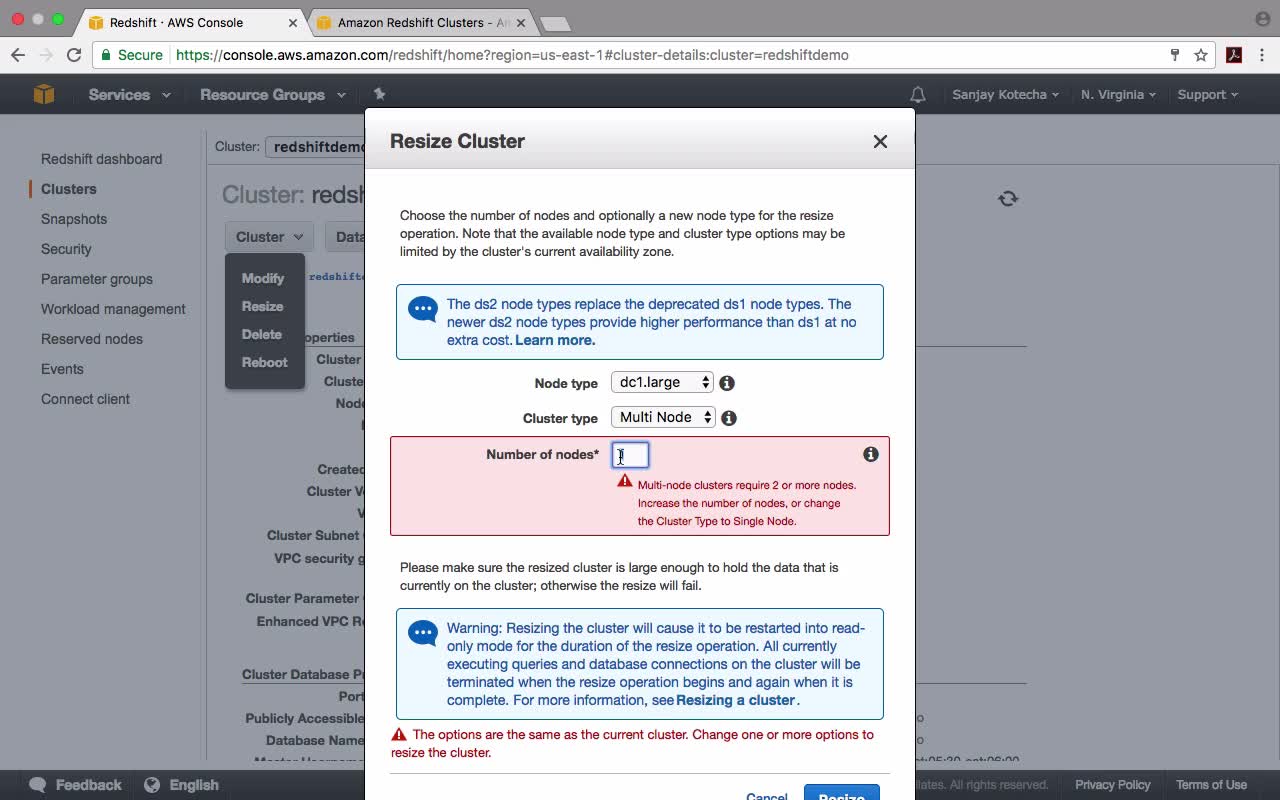 Redshift · AWS Console
Amazon Redshift Clusters - A
Secure https://console.aws.amazon.com/redshift/home?region=us-east-1#cluster-details:cluster=redshiftdemo
Services Resource Groups Sanjay Kotecha N. Virginia Support
Redshift dashboard
Clusters
Snapshots
Security
Parameter groups
Workload management
Reserved nodes
Events
Connect client
Cluster: redshiftdemo
Cluster: redsh
Cluster Data
Modify
Resize
Delete
Reboot
redshiftd
operties
Cluster
Cluste
Node
Created
Cluster Ve
V
Cluster Subnet
VPC security g
Cluster Parameter
Enhanced VPC Ro
Cluster Database Pr
Port
Publicly Accessible
Database Name
Resize Cluster
Choose the number of nodes and optionally a new node type for the resize
operation. Note that the available node type and cluster type options may be
limited by the cluster's current availability zone.
The ds2 node types replace the deprecated ds1 node types. The
newer ds2 node types provide higher performance than ds1 at no
extra cost. Learn more.
Node type dc1.large
Cluster type Multi Node
Number of nodes*
Multi-node clusters require 2 or more nodes.
Increase the number of nodes, or change
the Cluster Type to Single Node.
Please make sure the resized cluster is large enough to hold the data that is
currently on the cluster; otherwise the resize will fail.
Warning: Resizing the cluster will cause it to be restarted into read-
only mode for the duration of the resize operation. All currently
executing queries and database connections on the cluster will be
terminated when the resize operation begins and again when it is
complete. For more information, see Resizing a cluster.
The options are the same as the current cluster. Change one or more options to
resize the cluster.
Cancel Resize
Feedback English
iliates. All rights reserved. Privacy Policy Terms of Use